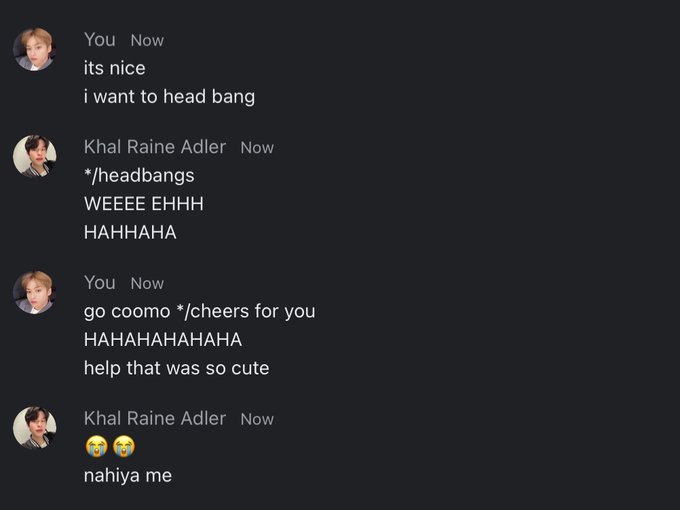 You Now
its nice
i want to head bang
Khal Raine Adler Now
*/headbangs
WEEEE EHHH
HAHHAHA
You Now
go coomo */cheers for you
HAHAHAHAHAHA
help that was so cute
Khal Raine Adler Now
😭😭
nahiya me